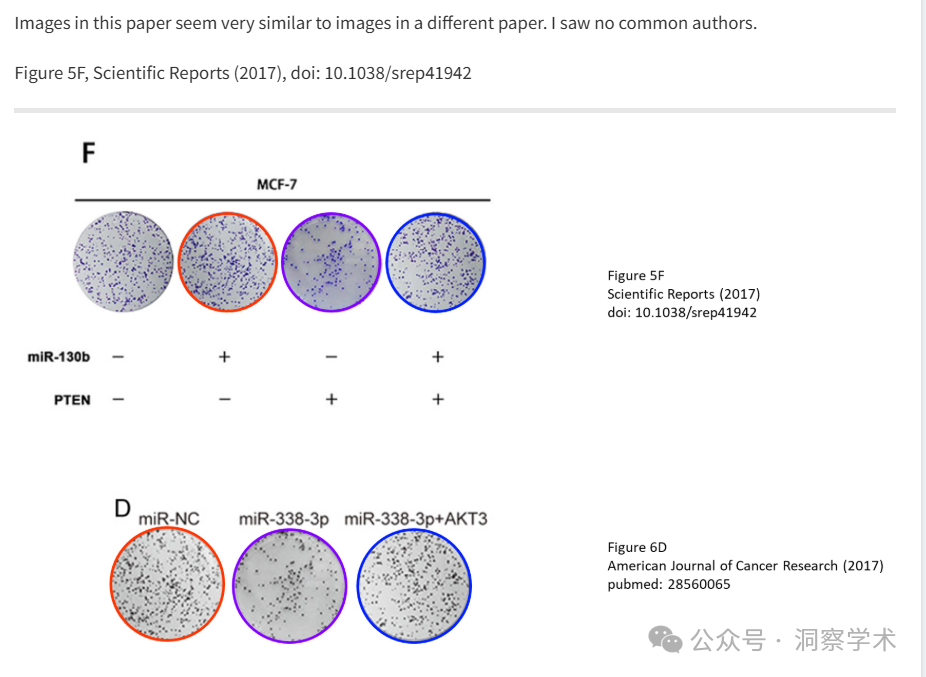 Images in this paper seem very similar to images in a different paper. I saw no common authors.
Figure 5F, Scientific Reports (2017), doi: 10.1038/srep41942
F
MCF-7
Figure 5F
Scientific Reports (2017)
doi: 10.1038/srep41942
miR-130b − + − +
PTEN − − + +
D
miR-NC miR-338-3p miR-338-3p+AKT3
Figure 6D
American Journal of Cancer Research (2017)
pubmed: 28560065
公众号 · 洞察学术